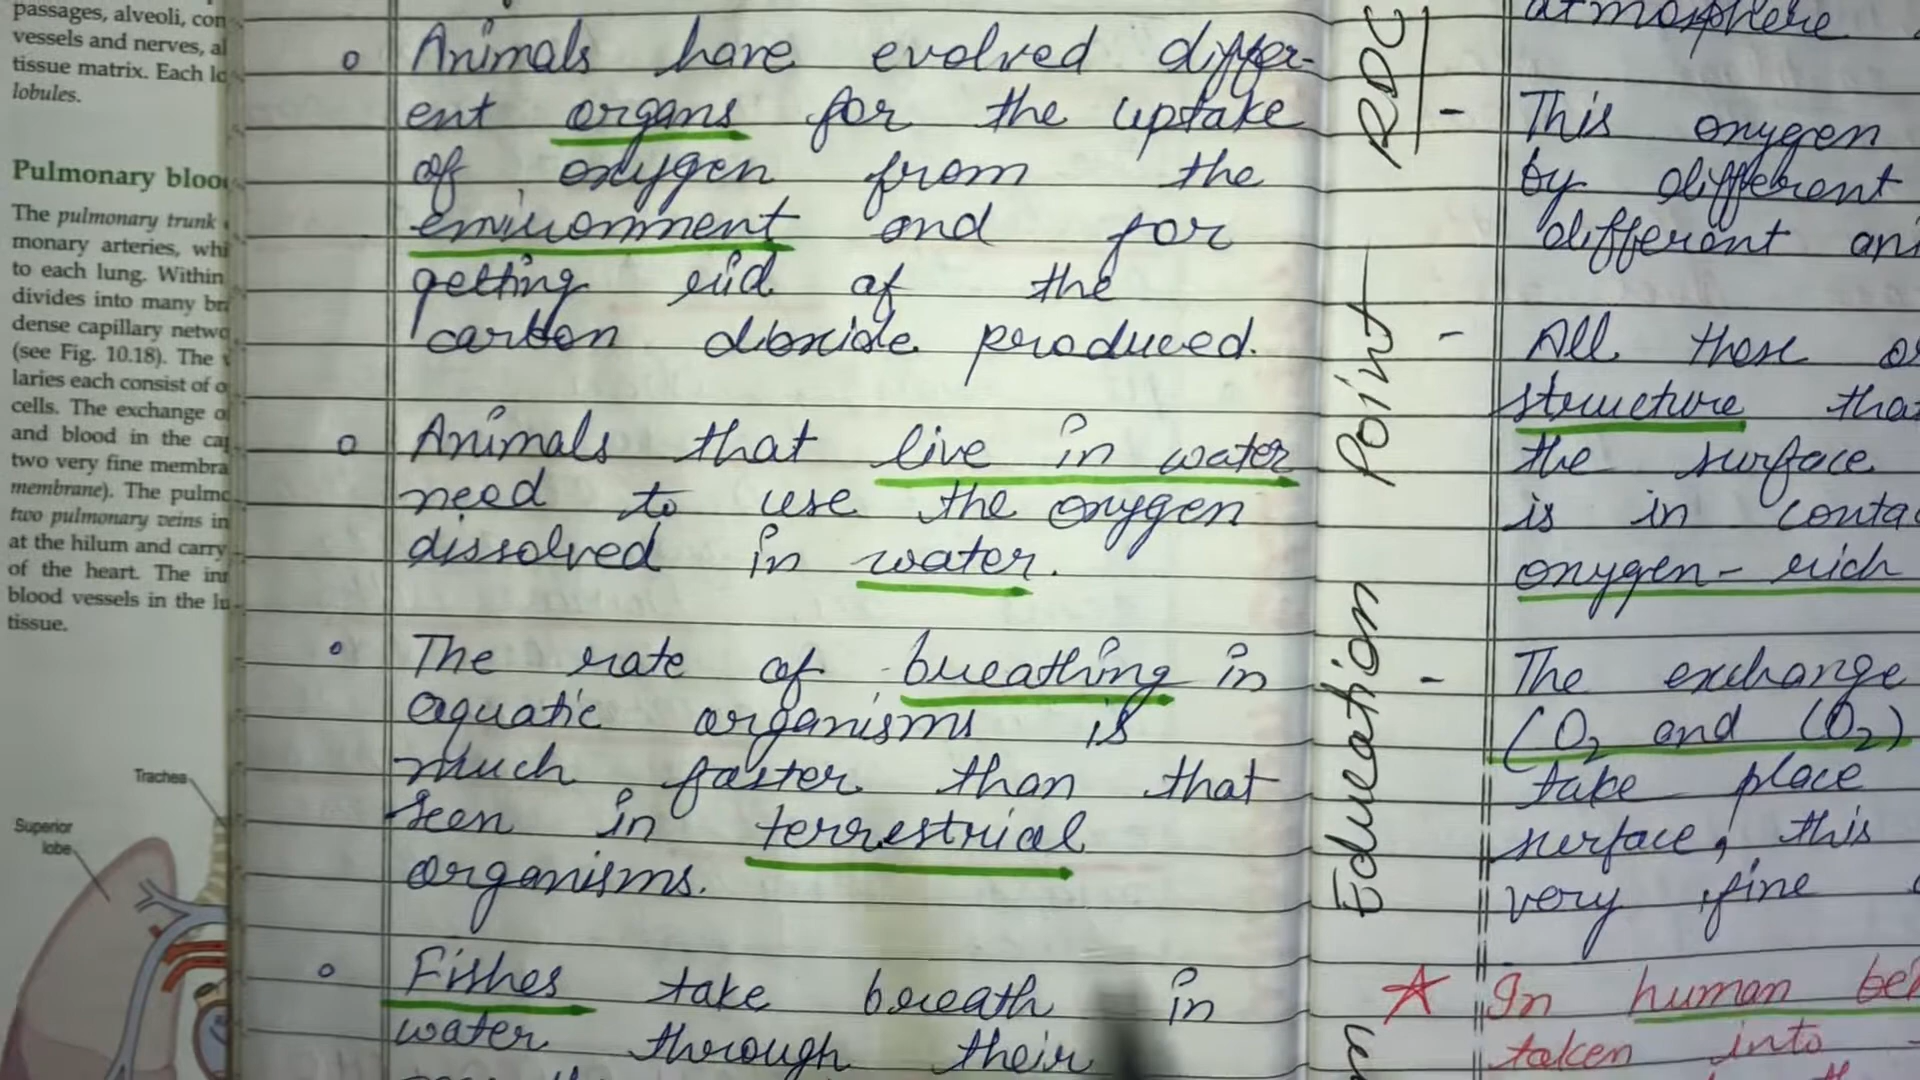 passages, alveoli, con
vessels and nerves, al
tissue matrix. Each lo
lobules.
Pulmonary bloo
The pulmonary trunk
monary arteries, whi
to each lung. Within
divides into many br
dense capillary netwo
(see Fig. 10.18). The
laries each consist of o
cells. The exchange o
and blood in the ca
two very fine membra
membrane). The pulmo
two pulmonary veins in
at the hilum and carry
of the heart. The inn
blood vessels in the lu
tissue.
Trachea
Superior
lobe
Animals have evolved differ-
ent organs for the uptake
of oxygen from the
environment and for
getting rid of the
carbon dioxide produced.
Animals that live in water
need to use the oxygen
dissolved in water.
The rate of breathing in
aquatic organisms is
much faster than that
seen in terrestrial
organisms.
Fishes take breath in
water through their
RDC
Point
Education
atmosphere
- This oxygen
by different
different ani
- All these or
structure that
the surface
is in conta
oxygen-rich
- The exchange
(O2 and CO2)
take place
surface, this
very fine
In human bei
taken into